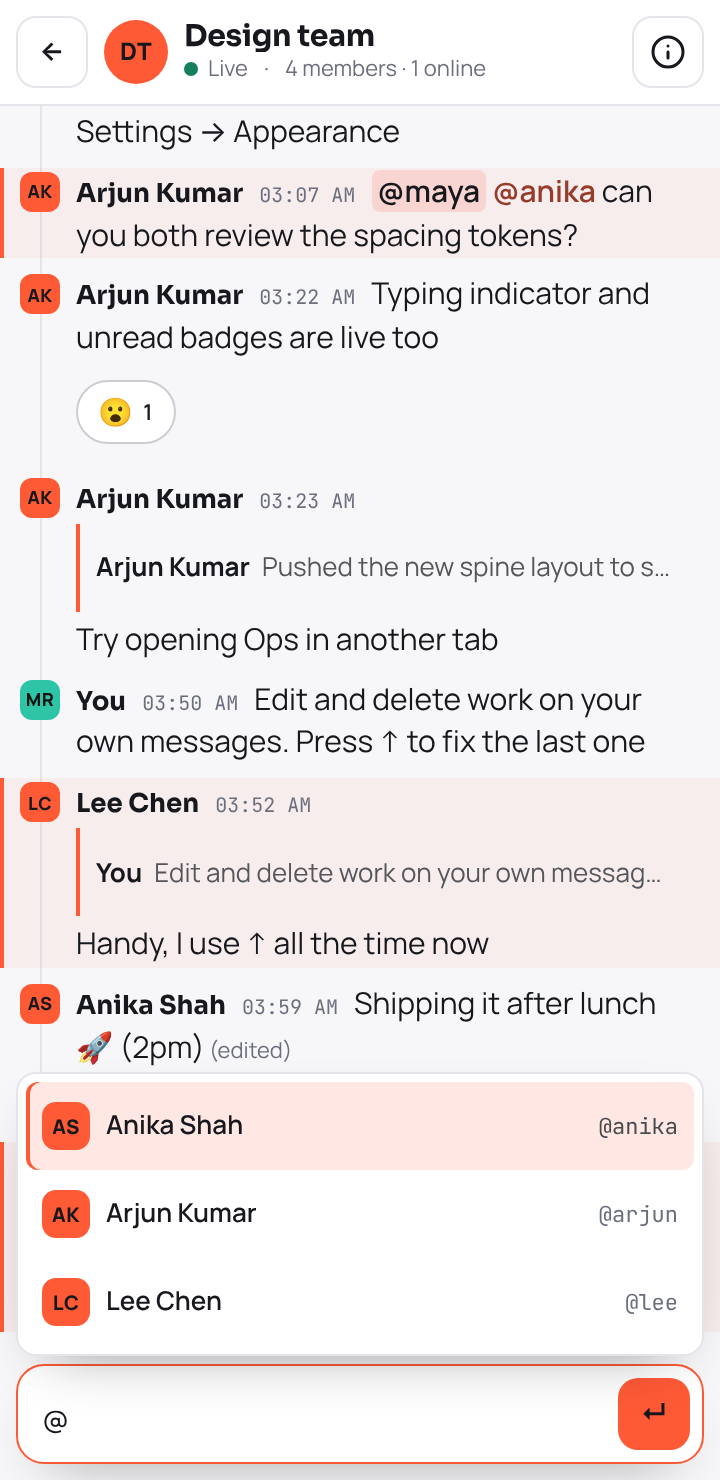 DT
Design team
Live · 4 members · 1 online
Settings → Appearance
AK Arjun Kumar 03:07 AM @maya @anika can
you both review the spacing tokens?
AK Arjun Kumar 03:22 AM Typing indicator and
unread badges are live too
😮 1
AK Arjun Kumar 03:23 AM
Arjun Kumar Pushed the new spine layout to s…
Try opening Ops in another tab
MR You 03:50 AM Edit and delete work on your
own messages. Press ↑ to fix the last one
LC Lee Chen 03:52 AM
You Edit and delete work on your own messag…
Handy, I use ↑ all the time now
AS Anika Shah 03:59 AM Shipping it after lunch
🚀 (2pm) (edited)
AS Anika Shah @anika
AK Arjun Kumar @arjun
LC Lee Chen @lee
@